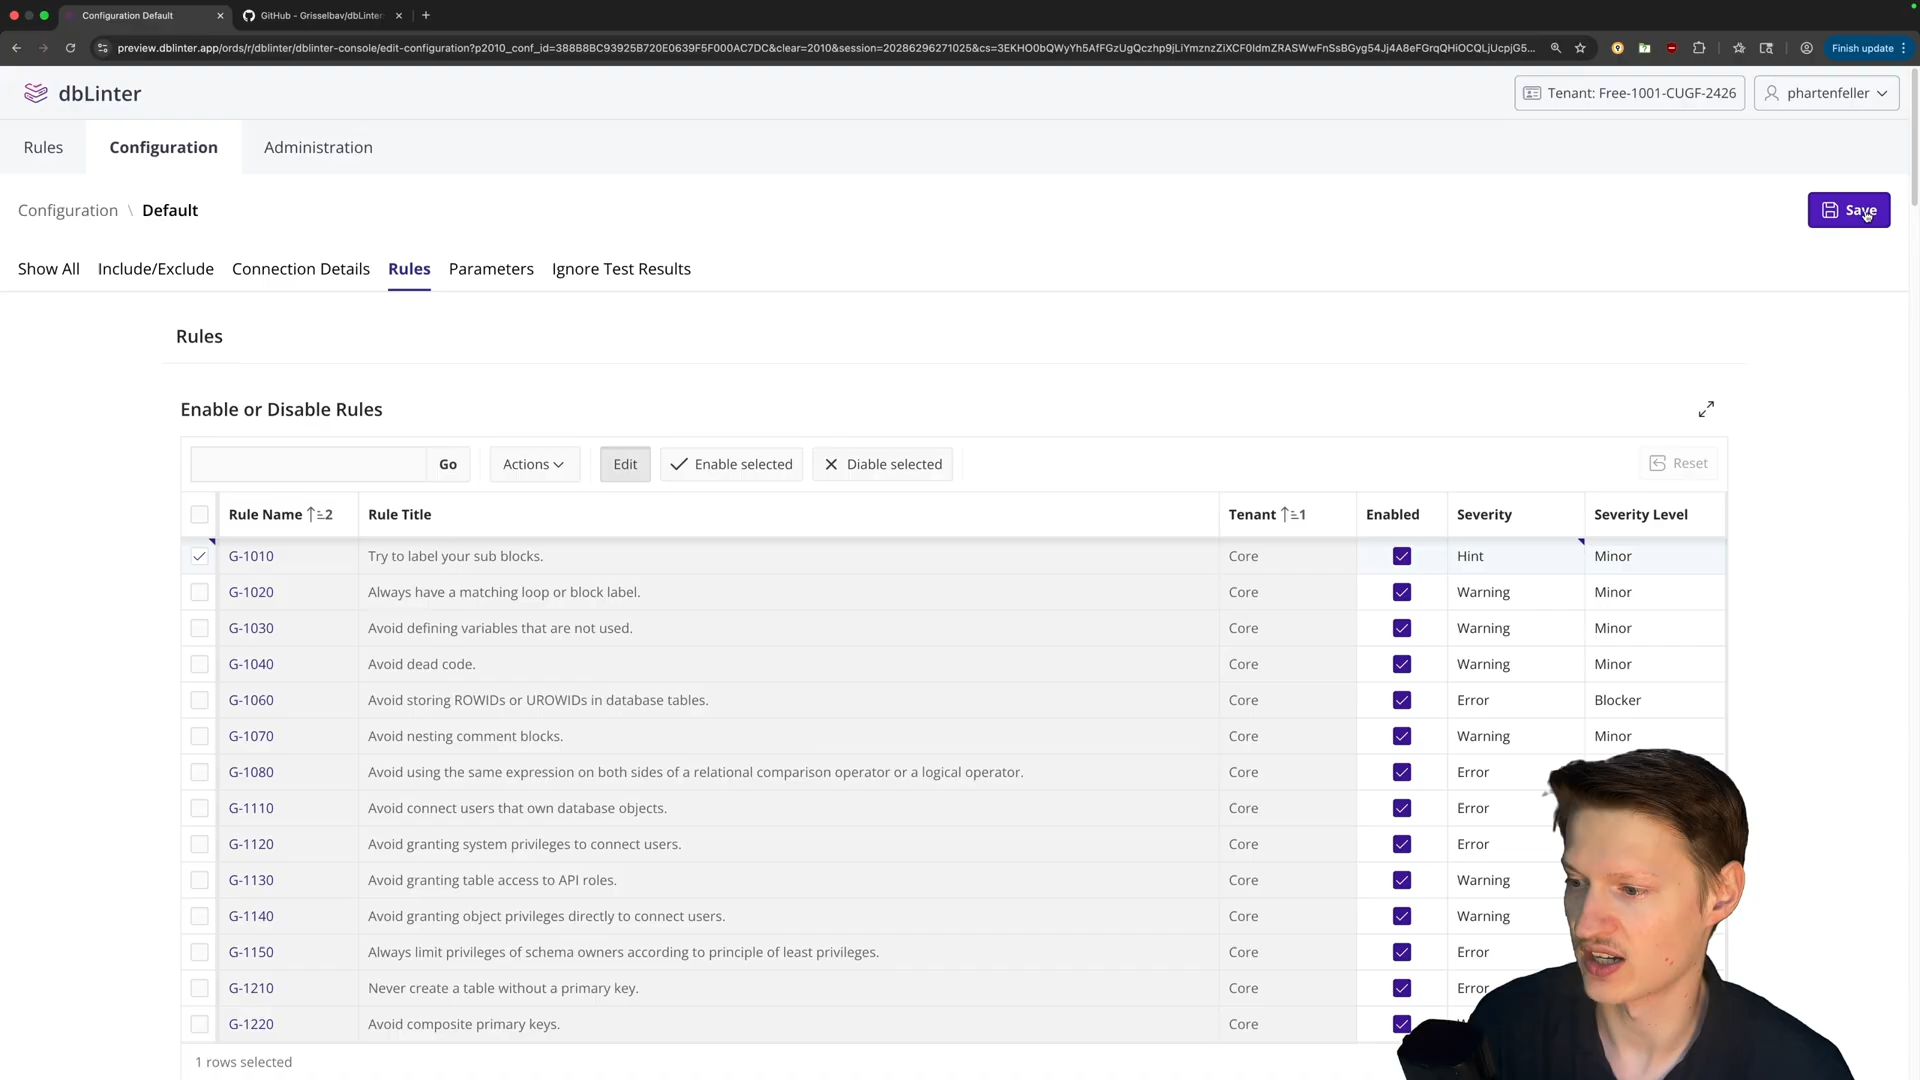 Configuration Default
GitHub - Grisselbav/dbLinter
preview.dblinter.app/ords/r/dblinter/dblinter-console/edit-configuration?p2010_conf_id=388B8BC93925B720E0639F5F000AC7DC&clear=2010&session=20286296271025&cs=3EKHO0bQWyYh5AfFGzUgQczhp9jLiYmznzZiXCF0IdmZRASWwFnSsBGyg54Jj4A8eFGrqQHiOCQLjUcpjG5...
Finish update
dbLinter
Tenant: Free-1001-CUGF-2426
phartenfeller
Rules Configuration Administration
Configuration \ Default
Save
Show All Include/Exclude Connection Details Rules Parameters Ignore Test Results
Rules
Enable or Disable Rules
Go Actions Edit Enable selected Diable selected Reset
Rule Name 2 Rule Title Tenant 1 Enabled Severity Severity Level
G-1010 Try to label your sub blocks. Core Hint Minor
G-1020 Always have a matching loop or block label. Core Warning Minor
G-1030 Avoid defining variables that are not used. Core Warning Minor
G-1040 Avoid dead code. Core Warning Minor
G-1060 Avoid storing ROWIDs or UROWIDs in database tables. Core Error Blocker
G-1070 Avoid nesting comment blocks. Core Warning Minor
G-1080 Avoid using the same expression on both sides of a relational comparison operator or a logical operator. Core Error
G-1110 Avoid connect users that own database objects. Core Error
G-1120 Avoid granting system privileges to connect users. Core Error
G-1130 Avoid granting table access to API roles. Core Warning
G-1140 Avoid granting object privileges directly to connect users. Core Warning
G-1150 Always limit privileges of schema owners according to principle of least privileges. Core Error
G-1210 Never create a table without a primary key. Core Error
G-1220 Avoid composite primary keys. Core
1 rows selected